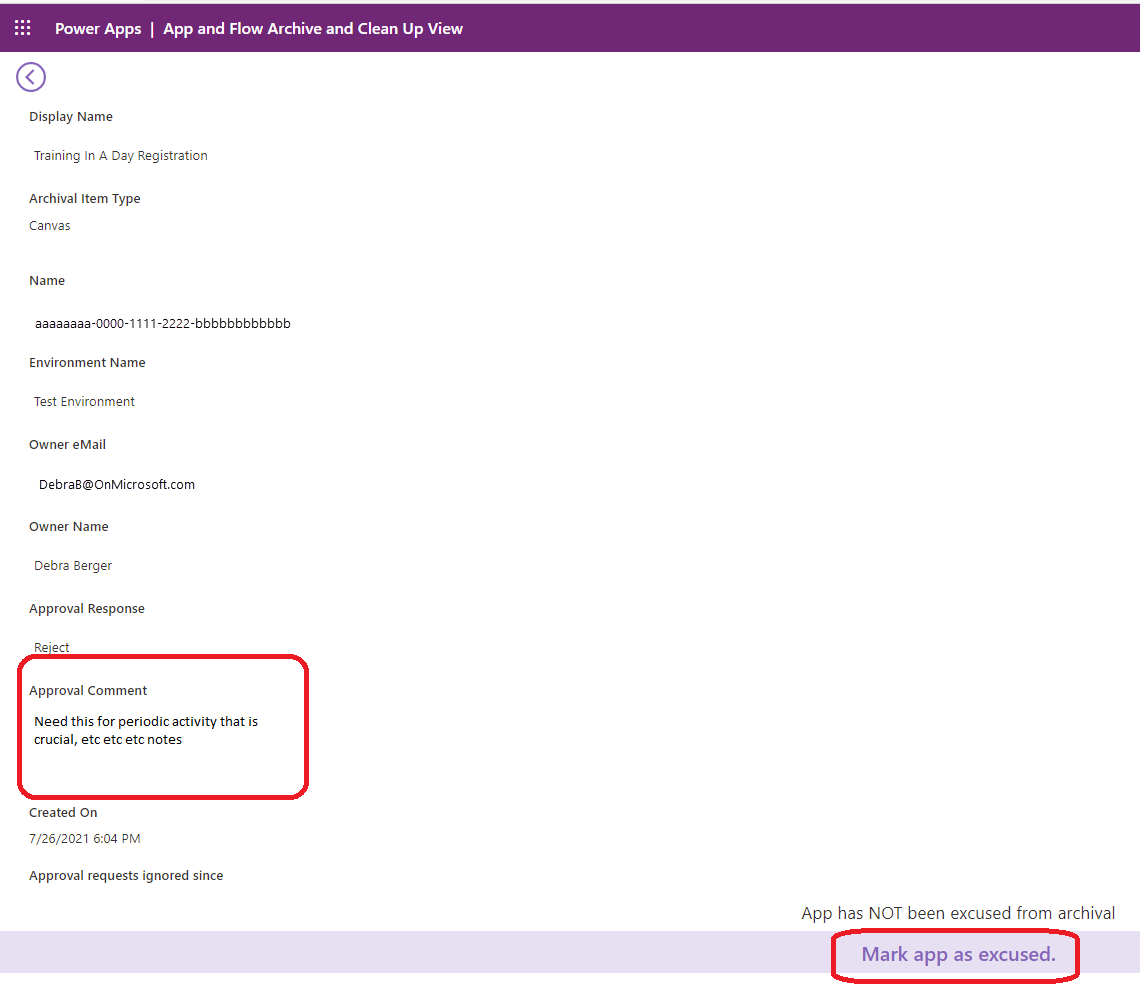 Power Apps | App and Flow Archive and Clean Up View
Display Name
Training In A Day Registration
Archival Item Type
Canvas
Name
aaaaaaaa-0000-1111-2222-bbbbbbbbbbbb
Environment Name
Test Environment
Owner eMail
DebraB@OnMicrosoft.com
Owner Name
Debra Berger
Approval Response
Reject
Approval Comment
Need this for periodic activity that is
crucial, etc etc etc notes
Created On
7/26/2021 6:04 PM
Approval requests ignored since
App has NOT been excused from archival
Mark app as excused.